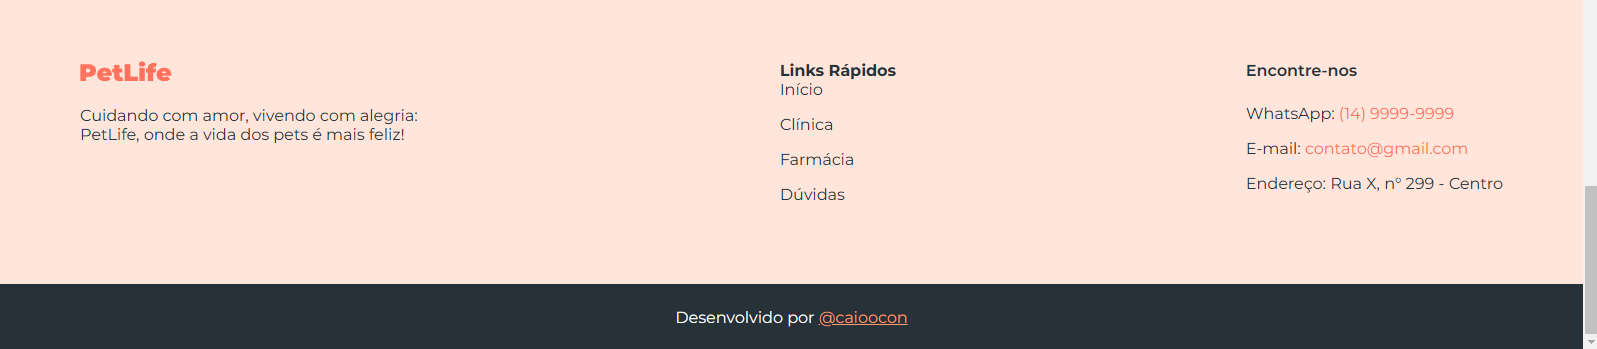 PetLife
Cuidando com amor, vivendo com alegria:
PetLife, onde a vida dos pets é mais feliz!
Links Rápidos
Início
Clínica
Farmácia
Dúvidas
Encontre-nos
WhatsApp: (14) 9999-9999
E-mail: contato@gmail.com
Endereço: Rua X, n° 299 - Centro
Desenvolvido por @caioocon